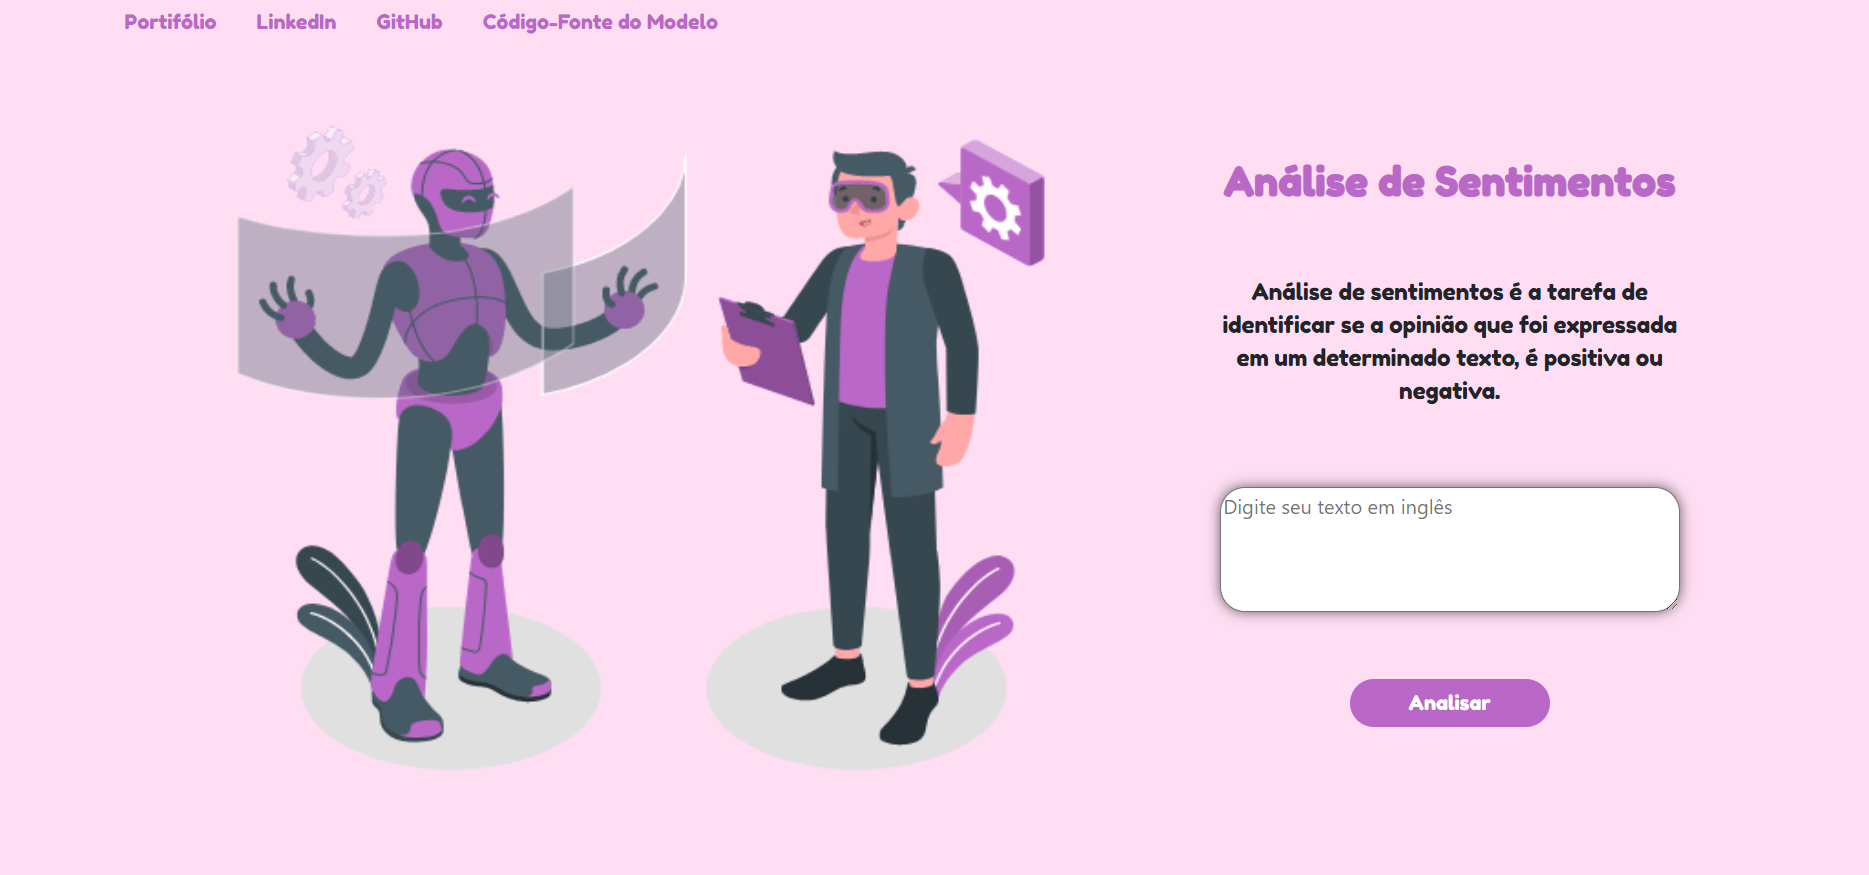 Portifólio LinkedIn GitHub Código-Fonte do Modelo
Análise de Sentimentos
Análise de sentimentos é a tarefa de
identificar se a opinião que foi expressada
em um determinado texto, é positiva ou
negativa.
Digite seu texto em inglês
Analisar